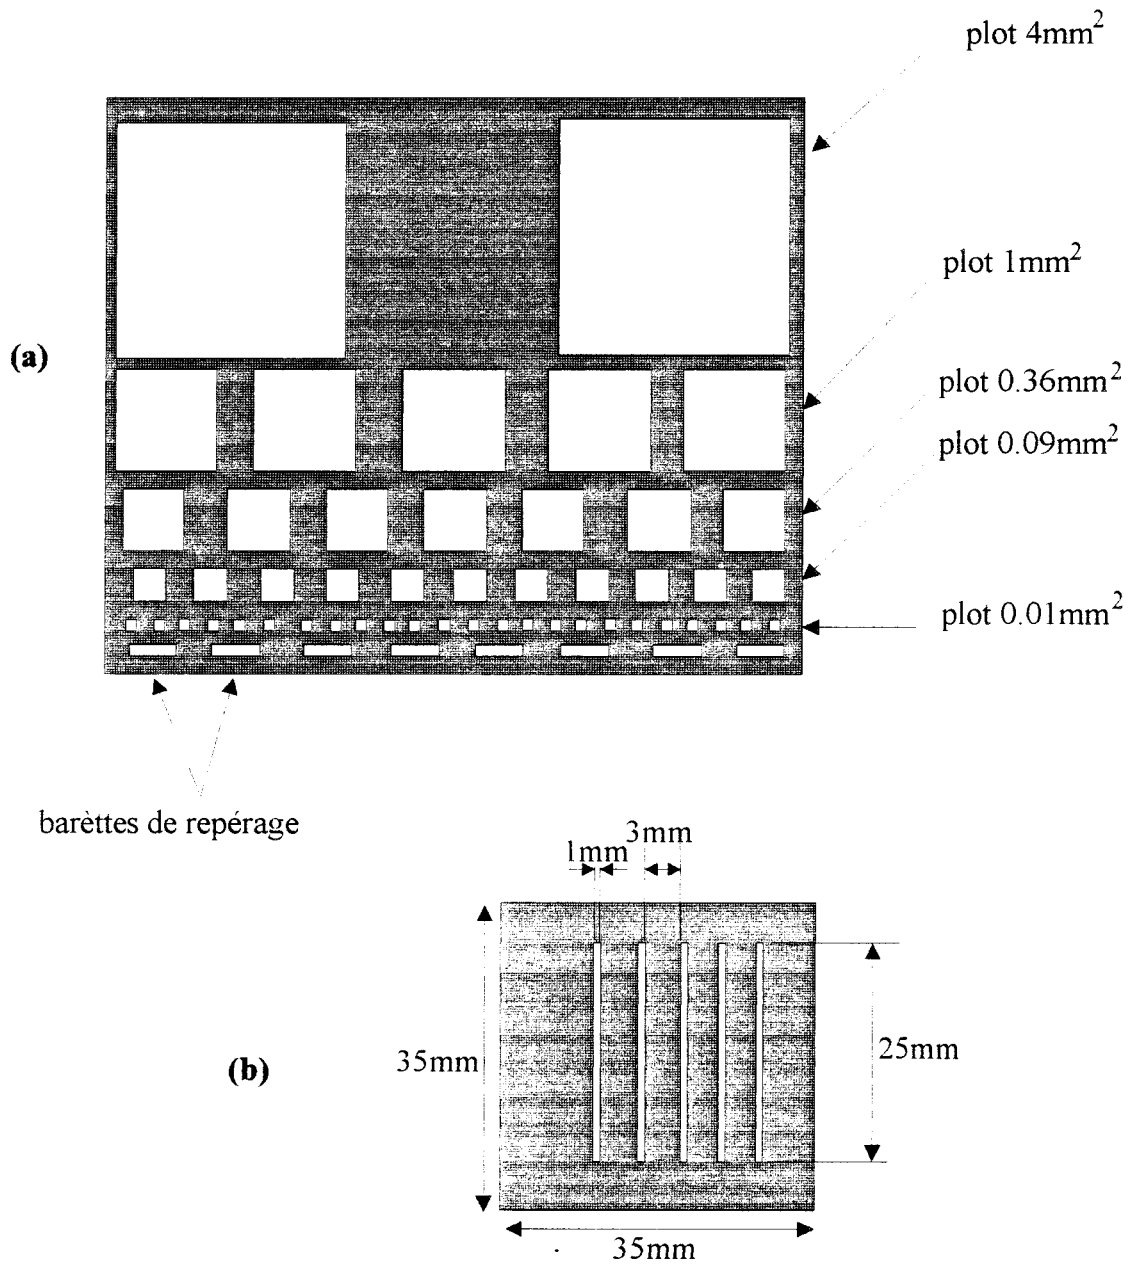 plot 4mm²
plot 1mm²
(a)
plot 0.36mm²
plot 0.09mm²
plot 0.01mm²
barèttes de repérage
3mm
1mm
(b)
35mm
25mm
35mm